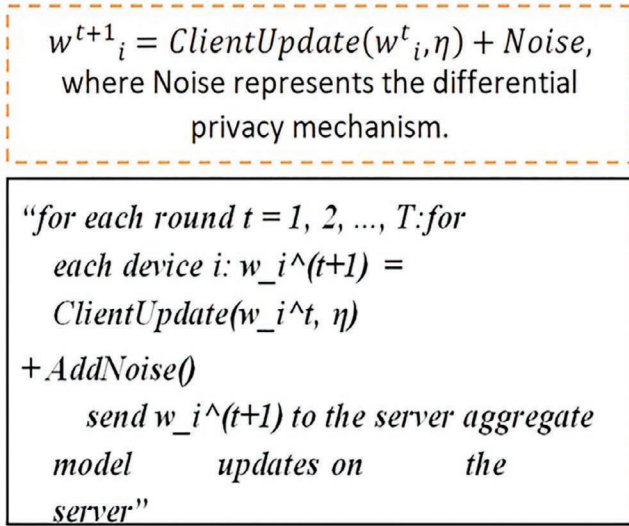 w^{t+1}_i = ClientUpdate(w^t_i,η) + Noise,
where Noise represents the differential
privacy mechanism.
“for each round t = 1, 2, ..., T:for
each device i: w_i^(t+1) =
ClientUpdate(w_i^t, η)
+ AddNoise()
send w_i^(t+1) to the server aggregate
model updates on the
server”